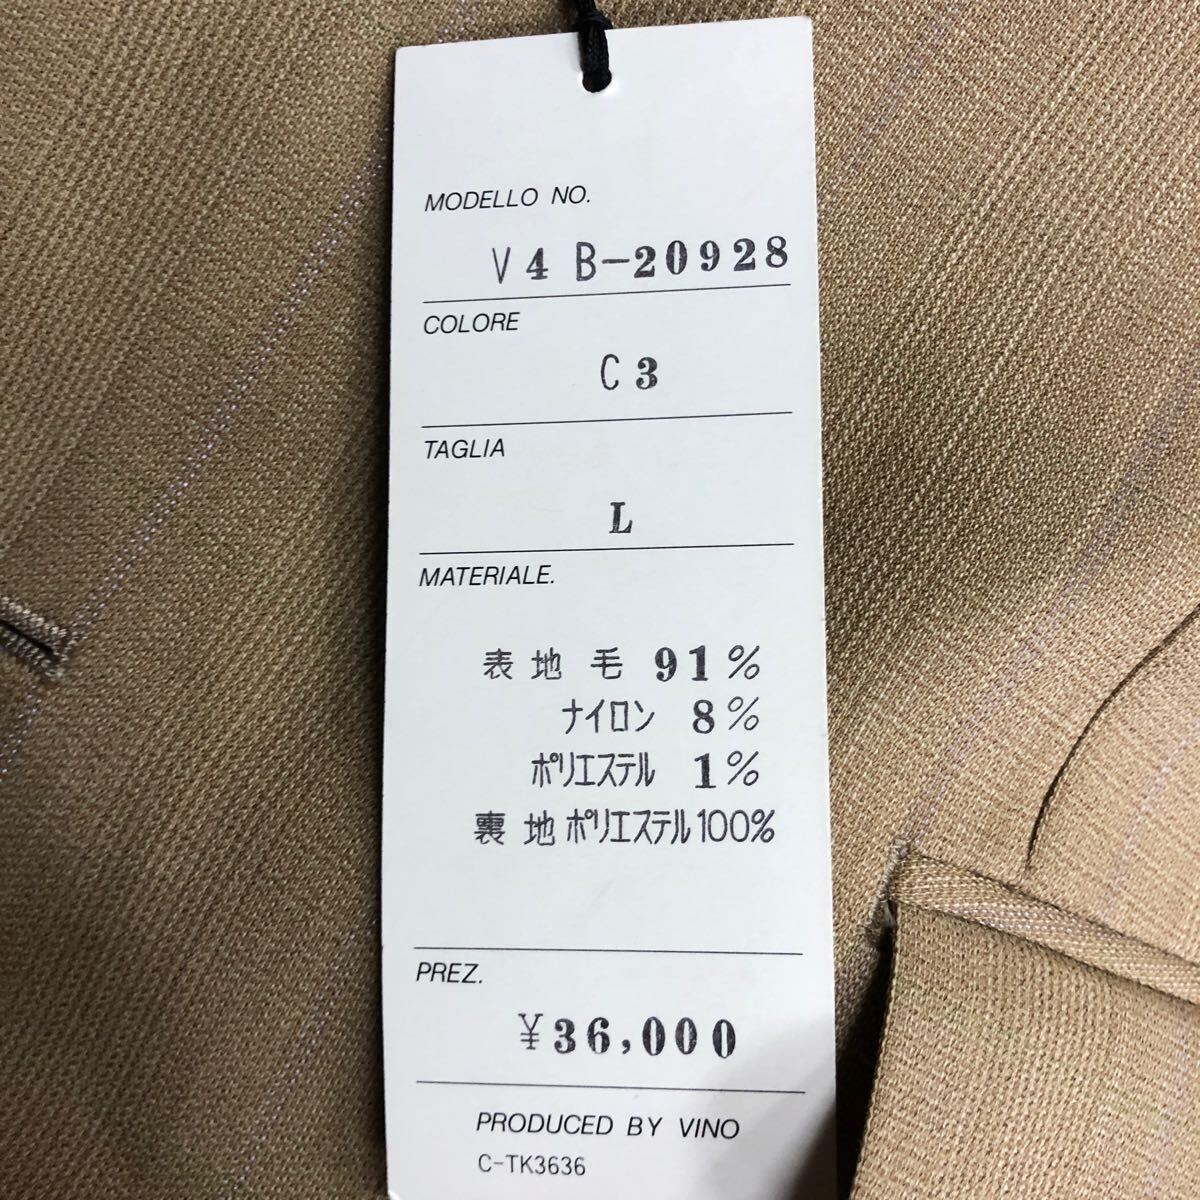 MODELLO NO.
V4 B-20928
COLORE
C3
TAGLIA
L
MATERIALE.
表地 毛 91%
ナイロン 8%
ポリエステル 1%
裏地 ポリエステル100%
PREZ.
¥36,000
PRODUCED BY VINO
C-TK3636